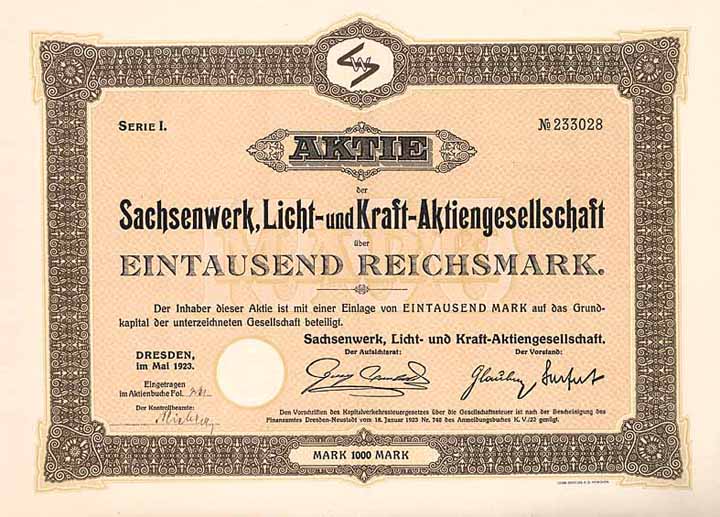 SERIE I.
№ 233028
AKTIE
der
Sachsenwerk, Licht- und Kraft-Aktiengesellschaft
über
EINTAUSEND REICHSMARK.
Der Inhaber dieser Aktie ist mit einer Einlage von EINTAUSEND MARK auf das Grund-
kapital der unterzeichneten Gesellschaft beteiligt.
Sachsenwerk, Licht- und Kraft-Aktiengesellschaft.
DRESDEN,
im Mai 1923.
Der Aufsichtsrat:
Der Vorstand:
Eingetragen
im Aktienbuche Fol.
Der Kontrollbeamte:
Den Vorschriften des Kapitalverkehrssteuergesetzes über die Gesellschaftsteuer ist nach der Bescheinigung des
Finanzamtes Dresden-Neustadt vom 18. Januar 1923 Nr. 740 des Anmeldungsbuches K. V./22 genügt.
MARK 1000 MARK